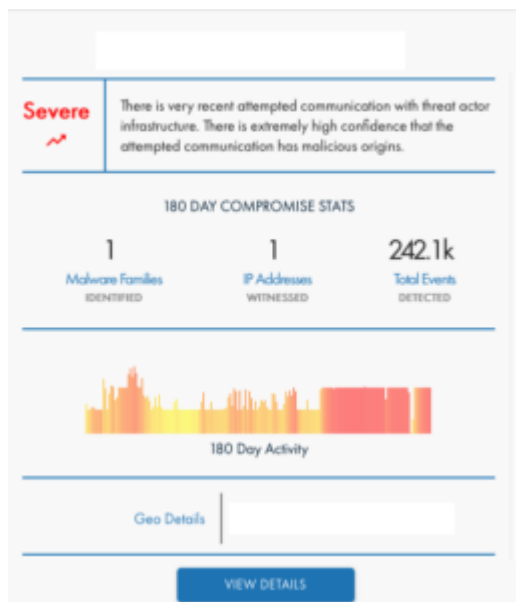 Severe
There is very recent attempted communication with threat actor
infrastructure. There is extremely high confidence that the
attempted communication has malicious origins.
180 DAY COMPROMISE STATS
1
Malware Families
IDENTIFIED
1
IP Addresses
WITNESSED
242.1k
Total Events
DETECTED
180 Day Activity
Geo Details
VIEW DETAILS